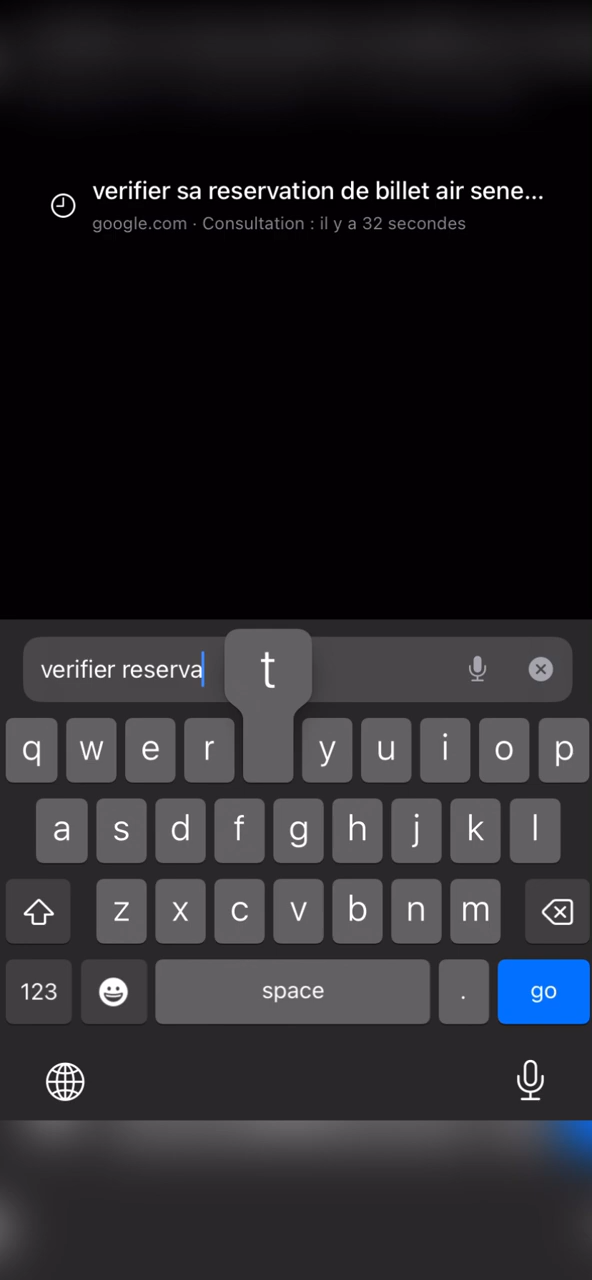 verifier sa reservation de billet air sene...
google.com · Consultation : il y a 32 secondes
verifier reserva
t
q w e r y u i o p
a s d f g h j k l
z x c v b n m
123 space . go